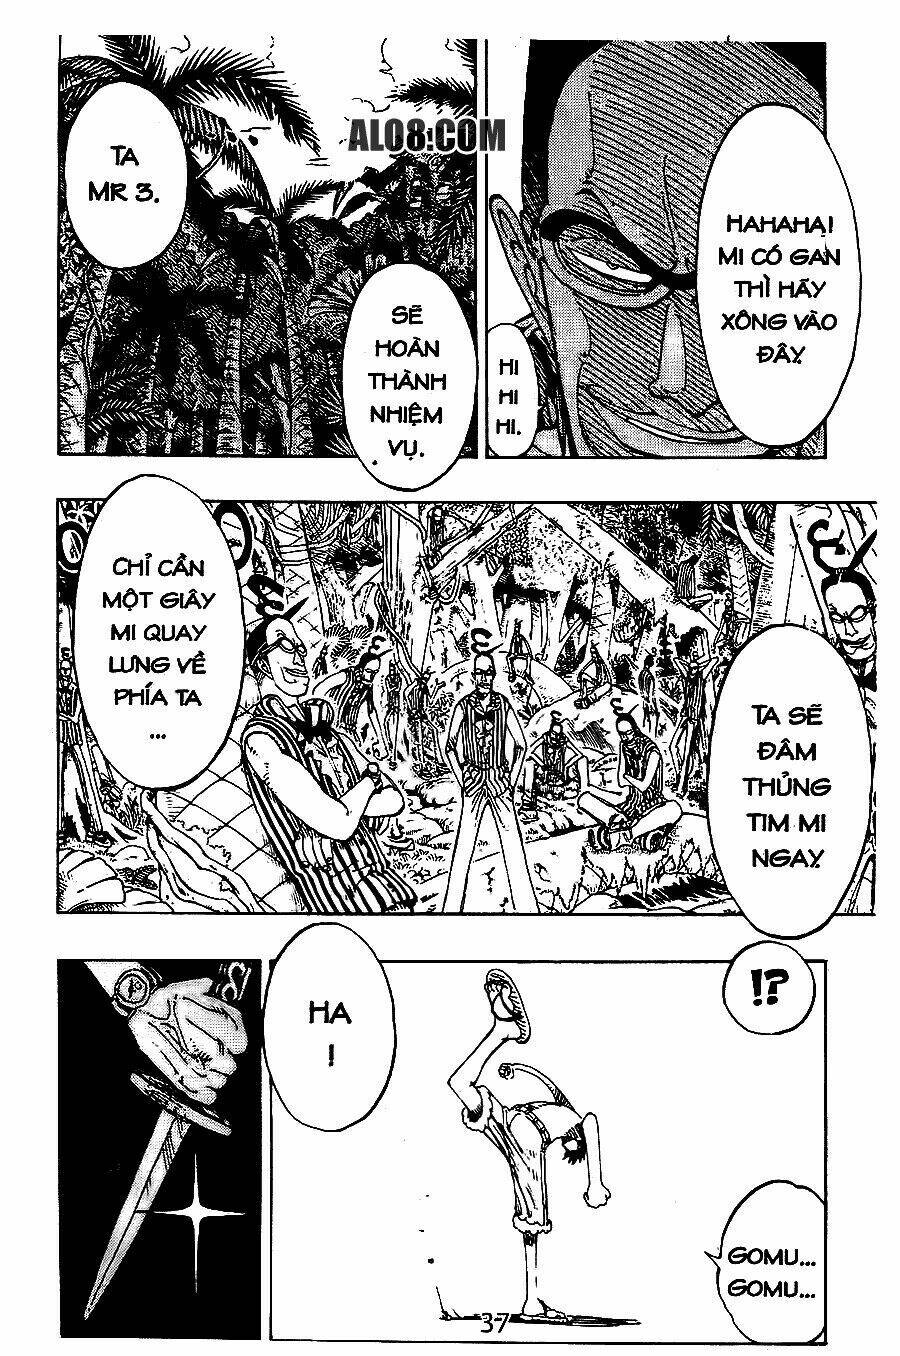 HAHAHA!
MI CÓ GAN
THÌ HÃY
XÔNG VÀO
ĐÂY.
HI
HI
HI.
ALO8.COM
TA
MR 3.
SẼ
HOÀN
THÀNH
NHIỆM
VỤ.
CHỈ CẦN
MỘT GIÂY
MI QUAY
LƯNG VỀ
PHÍA TA
...
TA SẼ
ĐÂM
THỦNG
TIM MI
NGAY.
HA
!
!?
GOMU...
GOMU...
37